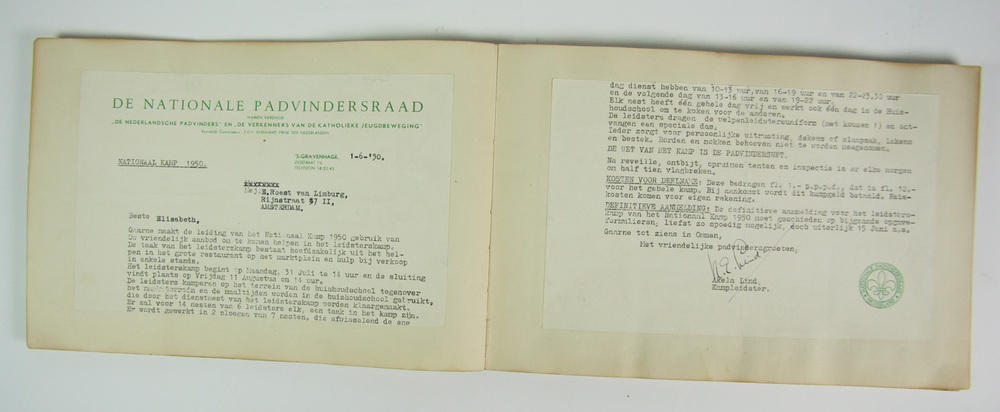 DE NATIONALE PADVINDERSRAAD
WAARIN VERENIGD
„DE NEDERLANDSCHE PADVINDERS" EN „DE VERKENNERS VAN DE KATHOLIEKE JEUGDBEWEGING"
NATIONAAL KAMP 1950.
'S-GRAVENHAGE, 1-6-'50.
Mej. E. Roest van Limburg,
Rijnstraat 37 II,
AMSTERDAM.
Beste Elisabeth,
Gaarne maakt de leiding van het Nationaal Kamp 1950 gebruik van
Uw vriendelijk aanbod om te komen helpen in het leidsterskamp.
De taak van het leidsterskamp bestaat hoofdzakelijk uit het hel-
pen in het grote restaurant op het marktplein en hulp bij verkoop
in enkele stands.
Het leidsterskamp begint op Maandag, 31 Juli te 14 uur en de sluiting
vindt plaats op Vrijdag 11 Augustus om 14 uur.
De leidsters kamperen op het terrein van de huishoudschool tegenover
het en de maaltijden worden in de huishoudschool gebruikt,
die door het dienstnest van het leidsterskamp worden klaargemaakt.
Er zal voor 14 nesten van 6 leidsters elk, een taak in het kamp zijn.
Er wordt gewerkt in 2 ploegen van 7 nesten, die afwisselend de ene
dag dienst hebben van 10-13 uur, van 16-19 uur en van 22-23.30 uur
en de volgende dag van 13-16 uur en van 19-22 uur.
Elk nest heeft één gehele dag vrij en werkt ook één dag in de Huis-
houdschool om te koken voor de anderen.
De leidsters dragen de welpenleidstersuniform (met kousen !) en ont-
vangen een speciale das.
Ieder zorgt voor persoonlijke uitrusting, dekens of slaapzak, lakens
en bestek. Borden en mokken behoeven niet te worden meegenomen.
DE WET VAN HET KAMP IS DE PADVINDERSWET.
Na reveille, ontbijt, opruimen tenten en inspectie is er elke morgen
om half tien vlagbreken.
KOSTEN VOOR DEELNAME: Deze bedragen fl. 1.- p.p.p.d., dat is fl. 12.-
voor het gehele kamp. Bij aankomst wordt dit kampgeld betaald. Reis-
kosten komen voor eigen rekening.
DEFINITIEVE AANMELDING: De definitieve aanmelding voor het leidsters-
kamp van het Nationaal Kamp 1950 moet geschieden op bijgaande opgave-
formulieren, liefst zo spoedig mogelijk, doch uiterlijk 15 Juni a.s.
Gaarne tot ziens in Ommen,
Met vriendelijke padvindersgroeten,
Akela Lind,
Kampleidster.